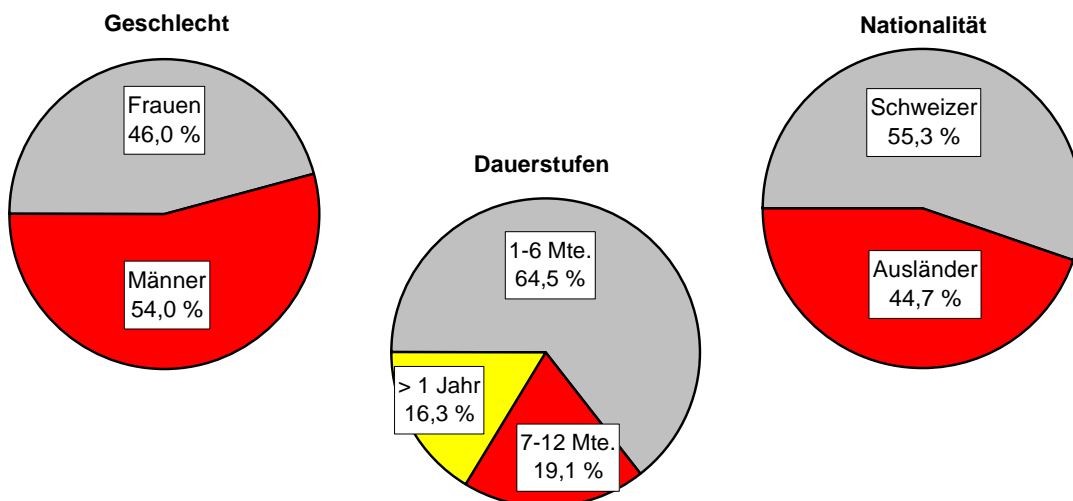 Geschlecht
Frauen
46,0 %
Männer
54,0 %
Dauerstufen
1-6 Mte.
64,5 %
> 1 Jahr
16,3 %
7-12 Mte.
19,1 %
Nationalität
Schweizer
55,3 %
Ausländer
44,7 %